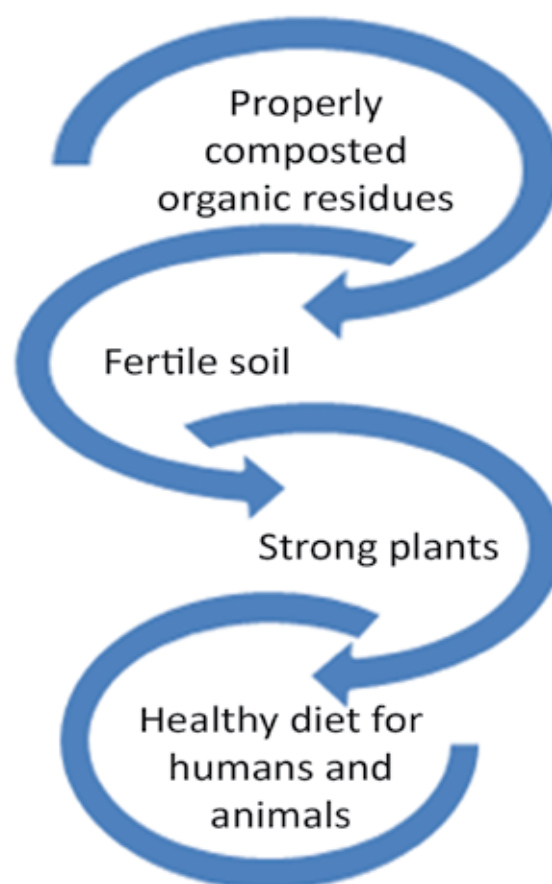 Properly
composted
organic residues
Fertile soil
Strong plants
Healthy diet for
humans and
animals